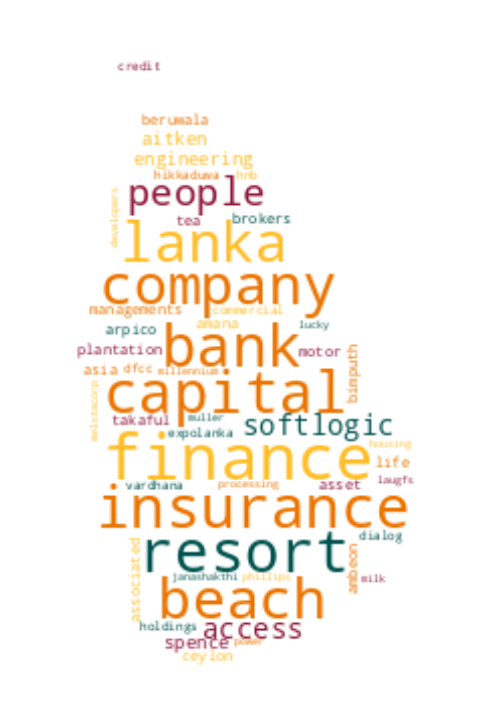 credit
beruwala
aitken
engineering
hikkaduwa hnb
people
developers
tea brokers
lanka
company
managements commercial
amana lucky
arpico
bank
plantation motor
asia dfcc millennium
bimputh
capital
melstacorp
takaful muller
softlogic
expolanka
housing
finance
life
laugfs
vardhana processing asset
insurance
dialog
resort
associated
janashakthi phillips
ambeon milk
beach
holdings access
spence power
ceylon